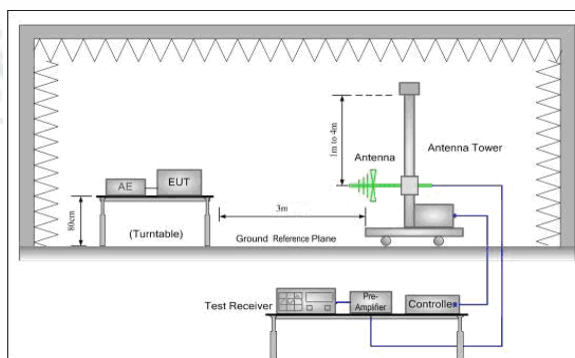 1m to 4m
Antenna
Antenna Tower
AE
EUT
80cm
(Turntable)
3m
Ground Reference Plane
Test Receiver
Pre-
Amplifier
Controller